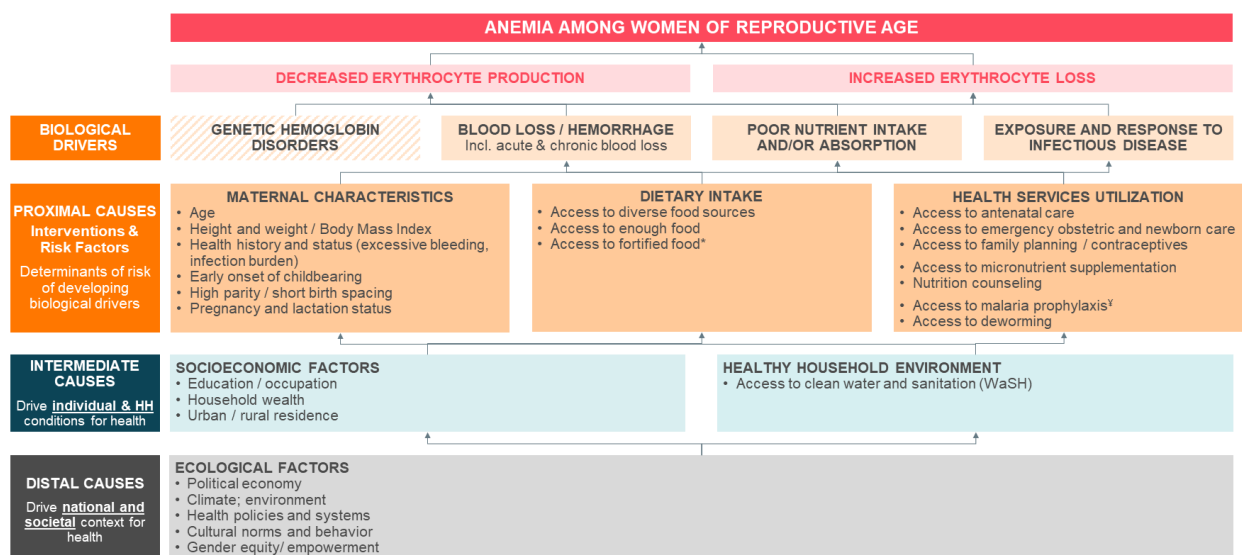 ANEMIA AMONG WOMEN OF REPRODUCTIVE AGE
DECREASED ERYTHROCYTE PRODUCTION
INCREASED ERYTHROCYTE LOSS
BIOLOGICAL
DRIVERS
GENETIC HEMOGLOBIN
DISORDERS
BLOOD LOSS / HEMORRHAGE
Incl. acute & chronic blood loss
POOR NUTRIENT INTAKE
AND/OR ABSORPTION
EXPOSURE AND RESPONSE TO
INFECTIOUS DISEASE
PROXIMAL CAUSES
Interventions &
Risk Factors
Determinants of risk
of developing
biological drivers
MATERNAL CHARACTERISTICS
• Age
• Height and weight / Body Mass Index
• Health history and status (excessive bleeding,
infection burden)
• Early onset of childbearing
• High parity / short birth spacing
• Pregnancy and lactation status
DIETARY INTAKE
• Access to diverse food sources
• Access to enough food
• Access to fortified food*
HEALTH SERVICES UTILIZATION
• Access to antenatal care
• Access to emergency obstetric and newborn care
• Access to family planning / contraceptives
• Access to micronutrient supplementation
• Nutrition counseling
• Access to malaria prophylaxis¥
• Access to deworming
INTERMEDIATE
CAUSES
Drive individual & HH
conditions for health
SOCIOECONOMIC FACTORS
• Education / occupation
• Household wealth
• Urban / rural residence
HEALTHY HOUSEHOLD ENVIRONMENT
• Access to clean water and sanitation (WaSH)
DISTAL CAUSES
Drive national and
societal context for
health
ECOLOGICAL FACTORS
• Political economy
• Climate; environment
• Health policies and systems
• Cultural norms and behavior
• Gender equity/ empowerment